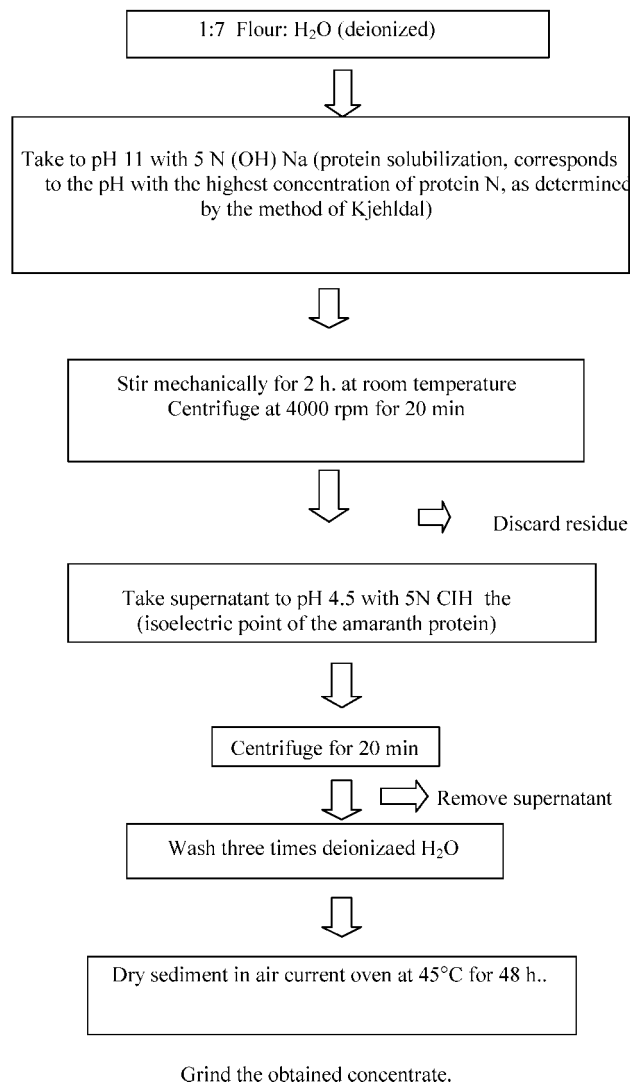 1:7 Flour: H₂O (deionized)
Take to pH 11 with 5 N (OH) Na (protein solubilization, corresponds
to the pH with the highest concentration of protein N, as determined
by the method of Kjehldal)
Stir mechanically for 2 h. at room temperature
Centrifuge at 4000 rpm for 20 min
Discard residue
Take supernatant to pH 4.5 with 5N ClH the
(isoelectric point of the amaranth protein)
Centrifuge for 20 min
Remove supernatant
Wash three times deionizaed H₂O
Dry sediment in air current oven at 45°C for 48 h..
Grind the obtained concentrate.